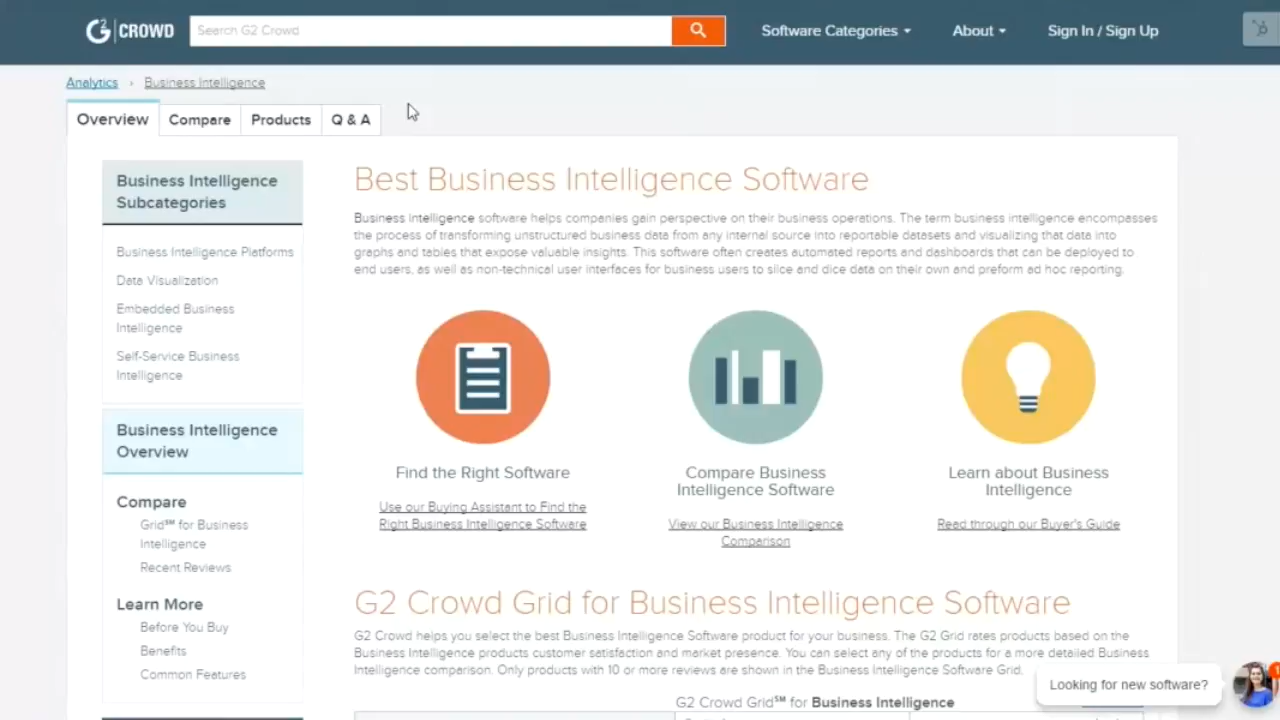 G2 | CROWD
Search G2 Crowd
Software Categories
About
Sign In / Sign Up
Analytics › Business Intelligence
Overview
Compare
Products
Q & A
Business Intelligence
Subcategories
Business Intelligence Platforms
Data Visualization
Embedded Business
Intelligence
Self-Service Business
Intelligence
Business Intelligence
Overview
Compare
Grid℠ for Business
Intelligence
Recent Reviews
Learn More
Before You Buy
Benefits
Common Features
Best Business Intelligence Software
Business Intelligence software helps companies gain perspective on their business operations. The term business intelligence encompasses
the process of transforming unstructured business data from any internal source into reportable datasets and visualizing that data into
graphs and tables that expose valuable insights. This software often creates automated reports and dashboards that can be deployed to
end users, as well as non-technical user interfaces for business users to slice and dice data on their own and preform ad hoc reporting.
Find the Right Software
Use our Buying Assistant to Find the
Right Business Intelligence Software
Compare Business
Intelligence Software
View our Business Intelligence
Comparison
Learn about Business
Intelligence
Read through our Buyer's Guide
G2 Crowd Grid for Business Intelligence Software
G2 Crowd helps you select the best Business Intelligence Software product for your business. The G2 Grid rates products based on the
Business Intelligence products customer satisfaction and market presence. You can select any of the products for a more detailed Business
Intelligence comparison. Only products with 10 or more reviews are shown in the Business Intelligence Software Grid.
G2 Crowd Grid℠ for Business Intelligence
Looking for new software?